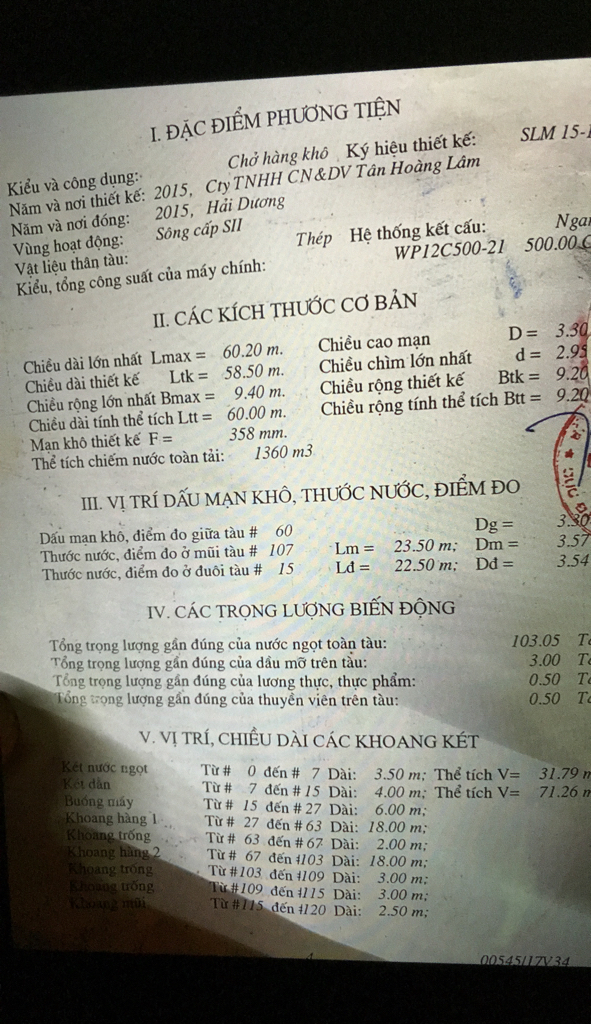 I. ĐẶC ĐIỂM PHƯƠNG TIỆN
Kiểu và công dụng: Chở hàng khô Ký hiệu thiết kế: SLM 15-1
Năm và nơi thiết kế: 2015, Cty TNHH CN&DV Tân Hoàng Lâm
Năm và nơi đóng: 2015, Hải Dương
Vùng hoạt động: Sông cấp SII
Vật liệu thân tàu: Thép Hệ thống kết cấu: Ngan
Kiểu, tổng công suất của máy chính: WP12C500-21 500.00 C
II. CÁC KÍCH THƯỚC CƠ BẢN
Chiều dài lớn nhất Lmax = 60.20 m. Chiều cao mạn D = 3.30
Chiều dài thiết kế Ltk = 58.50 m. Chiều chìm lớn nhất d = 2.95
Chiều rộng lớn nhất Bmax = 9.40 m. Chiều rộng thiết kế Btk = 9.20
Chiều dài tính thể tích Ltt = 60.00 m. Chiều rộng tính thể tích Btt = 9.20
Mạn khô thiết kế F = 358 mm.
Thể tích chiếm nước toàn tải: 1360 m3
III. VỊ TRÍ DẤU MẠN KHÔ, THƯỚC NƯỚC, ĐIỂM ĐO
Dấu mạn khô, điểm đo giữa tàu # 60 Dg = 3.30
Thước nước, điểm đo ở mũi tàu # 107 Lm = 23.50 m; Dm = 3.57
Thước nước, điểm đo ở đuôi tàu # 15 Lđ = 22.50 m; Dđ = 3.54
IV. CÁC TRỌNG LƯỢNG BIẾN ĐỘNG
Tổng trọng lượng gần đúng của nước ngọt toàn tàu: 103.05
Tổng trọng lượng gần đúng của dầu mỡ trên tàu: 3.00
Tổng trọng lượng gần đúng của lương thực, thực phẩm: 0.50
Tổng trọng lượng gần đúng của thuyền viên trên tàu: 0.50
V. VỊ TRÍ, CHIỀU DÀI CÁC KHOANG KÉT
Két nước ngọt Từ # 0 đến # 7 Dài: 3.50 m; Thể tích V= 31.79 m
Két dằn Từ # 7 đến # 15 Dài: 4.00 m; Thể tích V= 71.26 m
Buồng máy Từ # 15 đến # 27 Dài: 6.00 m;
Khoang hàng 1 Từ # 27 đến # 63 Dài: 18.00 m;
Khoang trống Từ # 63 đến # 67 Dài: 2.00 m;
Khoang hàng 2 Từ # 67 đến #103 Dài: 18.00 m;
Khoang trống Từ #103 đến #109 Dài: 3.00 m;
Khoang trống Từ #109 đến #115 Dài: 3.00 m;
Khoang mũi Từ #115 đến #120 Dài: 2.50 m;
00545/17V34